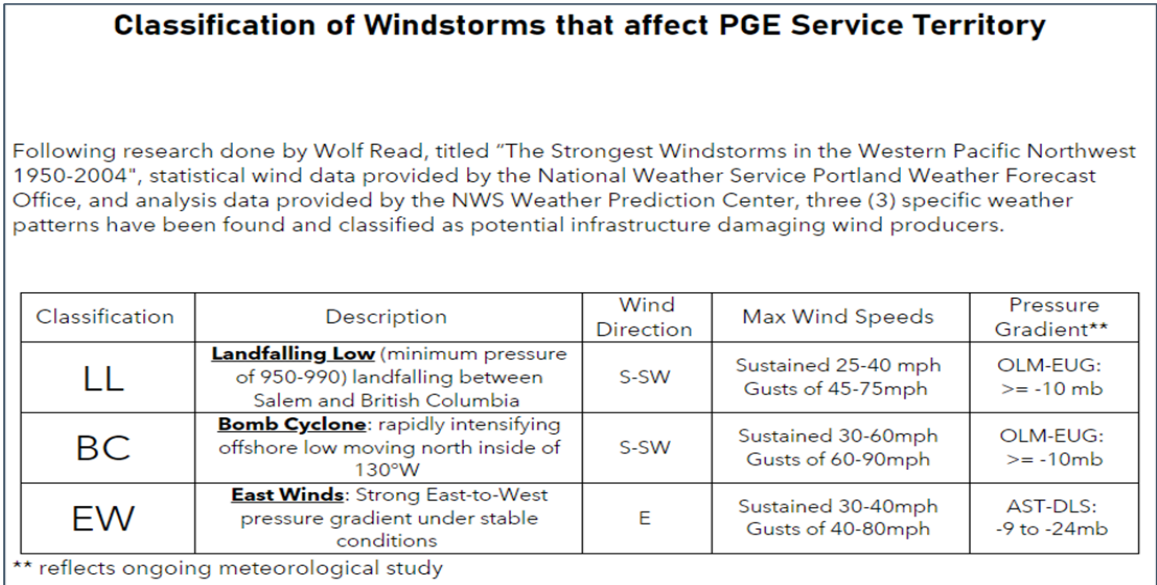 Classification of Windstorms that affect PGE Service Territory
Following research done by Wolf Read, titled “The Strongest Windstorms in the Western Pacific Northwest
1950-2004", statistical wind data provided by the National Weather Service Portland Weather Forecast
Office, and analysis data provided by the NWS Weather Prediction Center, three (3) specific weather
patterns have been found and classified as potential infrastructure damaging wind producers.
Classification
Description
Wind
Direction
Max Wind Speeds
Pressure
Gradient**
LL
Landfalling Low (minimum pressure
of 950-990) landfalling between
Salem and British Columbia
S-SW
Sustained 25-40 mph
Gusts of 45-75mph
OLM-EUG:
>= -10 mb
BC
Bomb Cyclone: rapidly intensifying
offshore low moving north inside of
130°W
S-SW
Sustained 30-60mph
Gusts of 60-90mph
OLM-EUG:
>= -10mb
EW
East Winds: Strong East-to-West
pressure gradient under stable
conditions
E
Sustained 30-40mph
Gusts of 40-80mph
AST-DLS:
-9 to -24mb
** reflects ongoing meteorological study